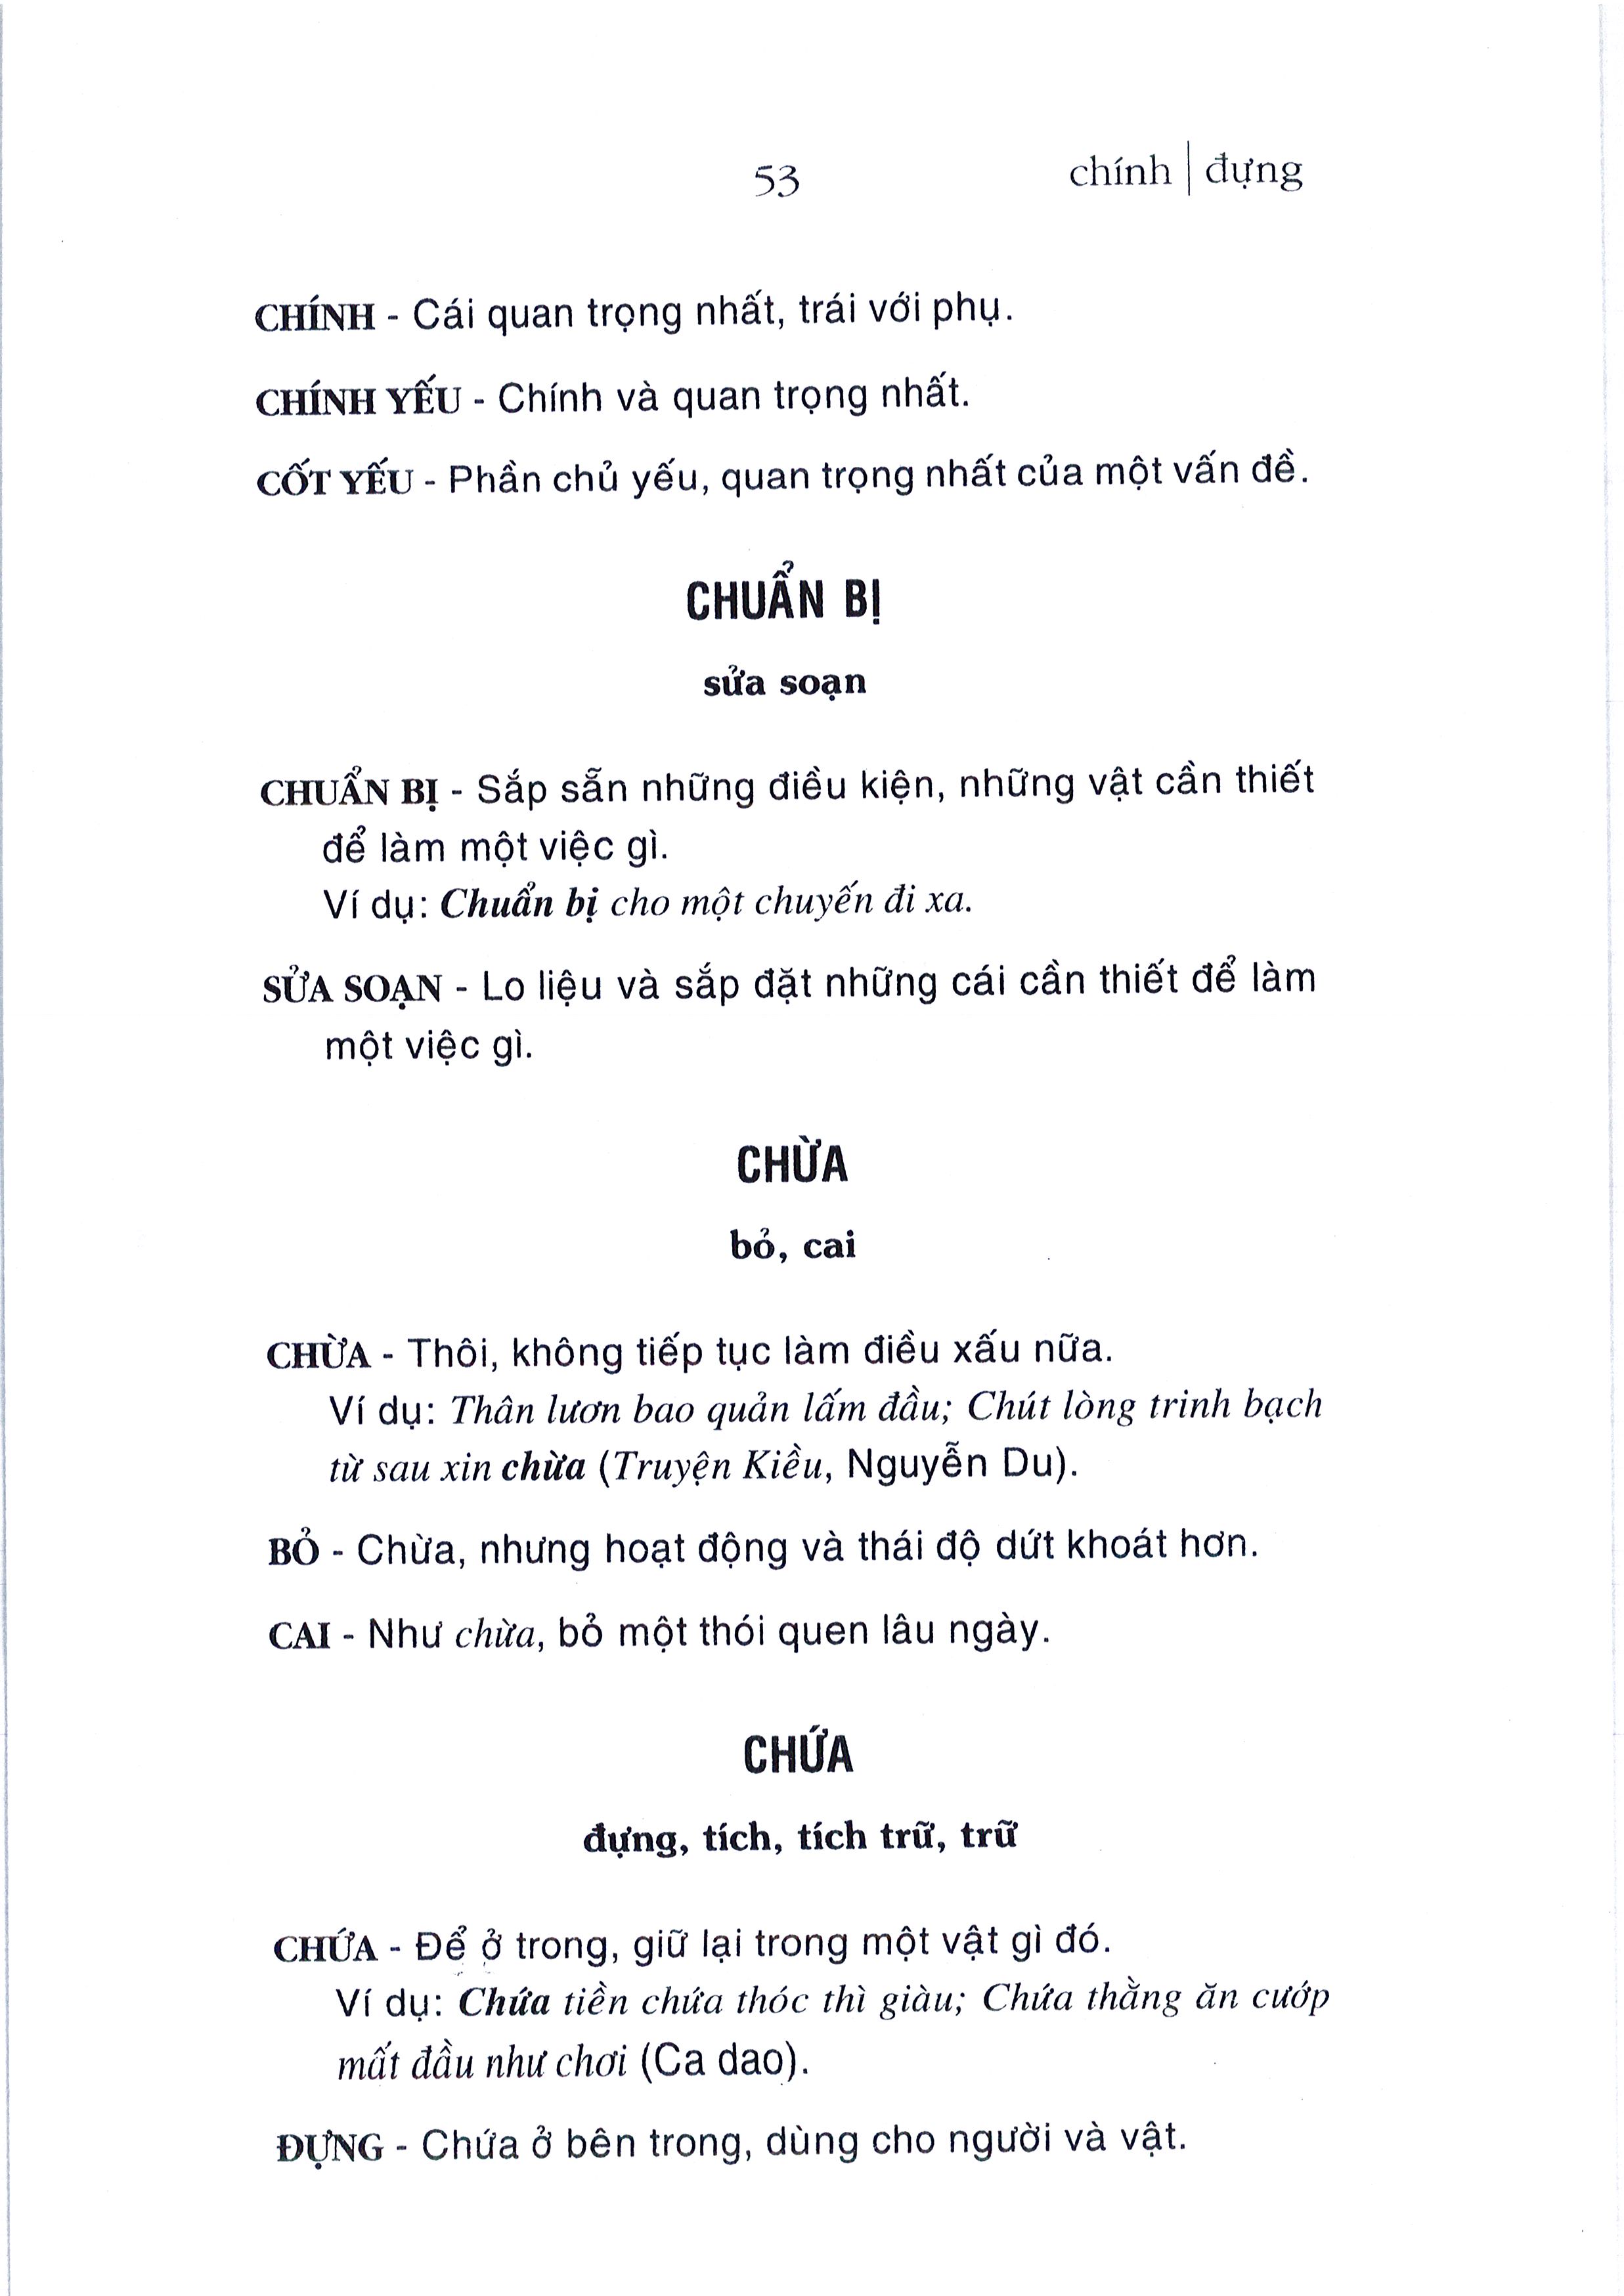 53
chính | đựng
CHÍNH - Cái quan trọng nhất, trái với phụ.
CHÍNH YẾU - Chính và quan trọng nhất.
CỐT YẾU - Phần chủ yếu, quan trọng nhất của một vấn đề.
CHUẨN BỊ
sửa soạn
CHUẨN BỊ - Sắp sẵn những điều kiện, những vật cần thiết
để làm một việc gì.
Ví dụ: Chuẩn bị cho một chuyến đi xa.
SỬA SOẠN - Lo liệu và sắp đặt những cái cần thiết để làm
một việc gì.
CHỪA
bỏ, cai
CHỪA - Thôi, không tiếp tục làm điều xấu nữa.
Ví dụ: Thân lươn bao quản lấm đầu; Chút lòng trinh bạch
từ sau xin chừa (Truyện Kiều, Nguyễn Du).
BỎ - Chừa, nhưng hoạt động và thái độ dứt khoát hơn.
CAI - Như chừa, bỏ một thói quen lâu ngày.
CHỨA
đựng, tích, tích trữ, trữ
CHỨA - Để ở trong, giữ lại trong một vật gì đó.
Ví dụ: Chứa tiền chứa thóc thì giàu; Chứa thằng ăn cướp
mất đầu như chơi (Ca dao).
ĐỰNG - Chứa ở bên trong, dùng cho người và vật.